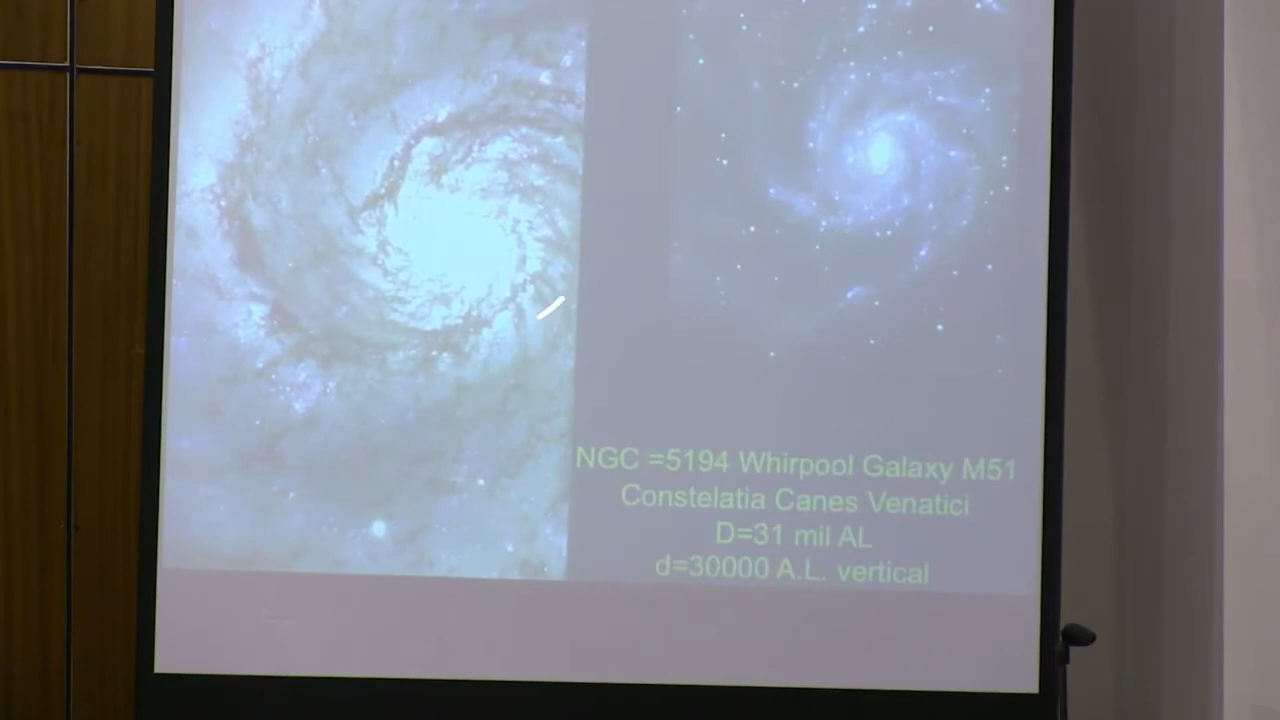 NGC =5194 Whirpool Galaxy M51
Constelatia Canes Venatici
D=31 mil AL
d=30000 A.L. vertical